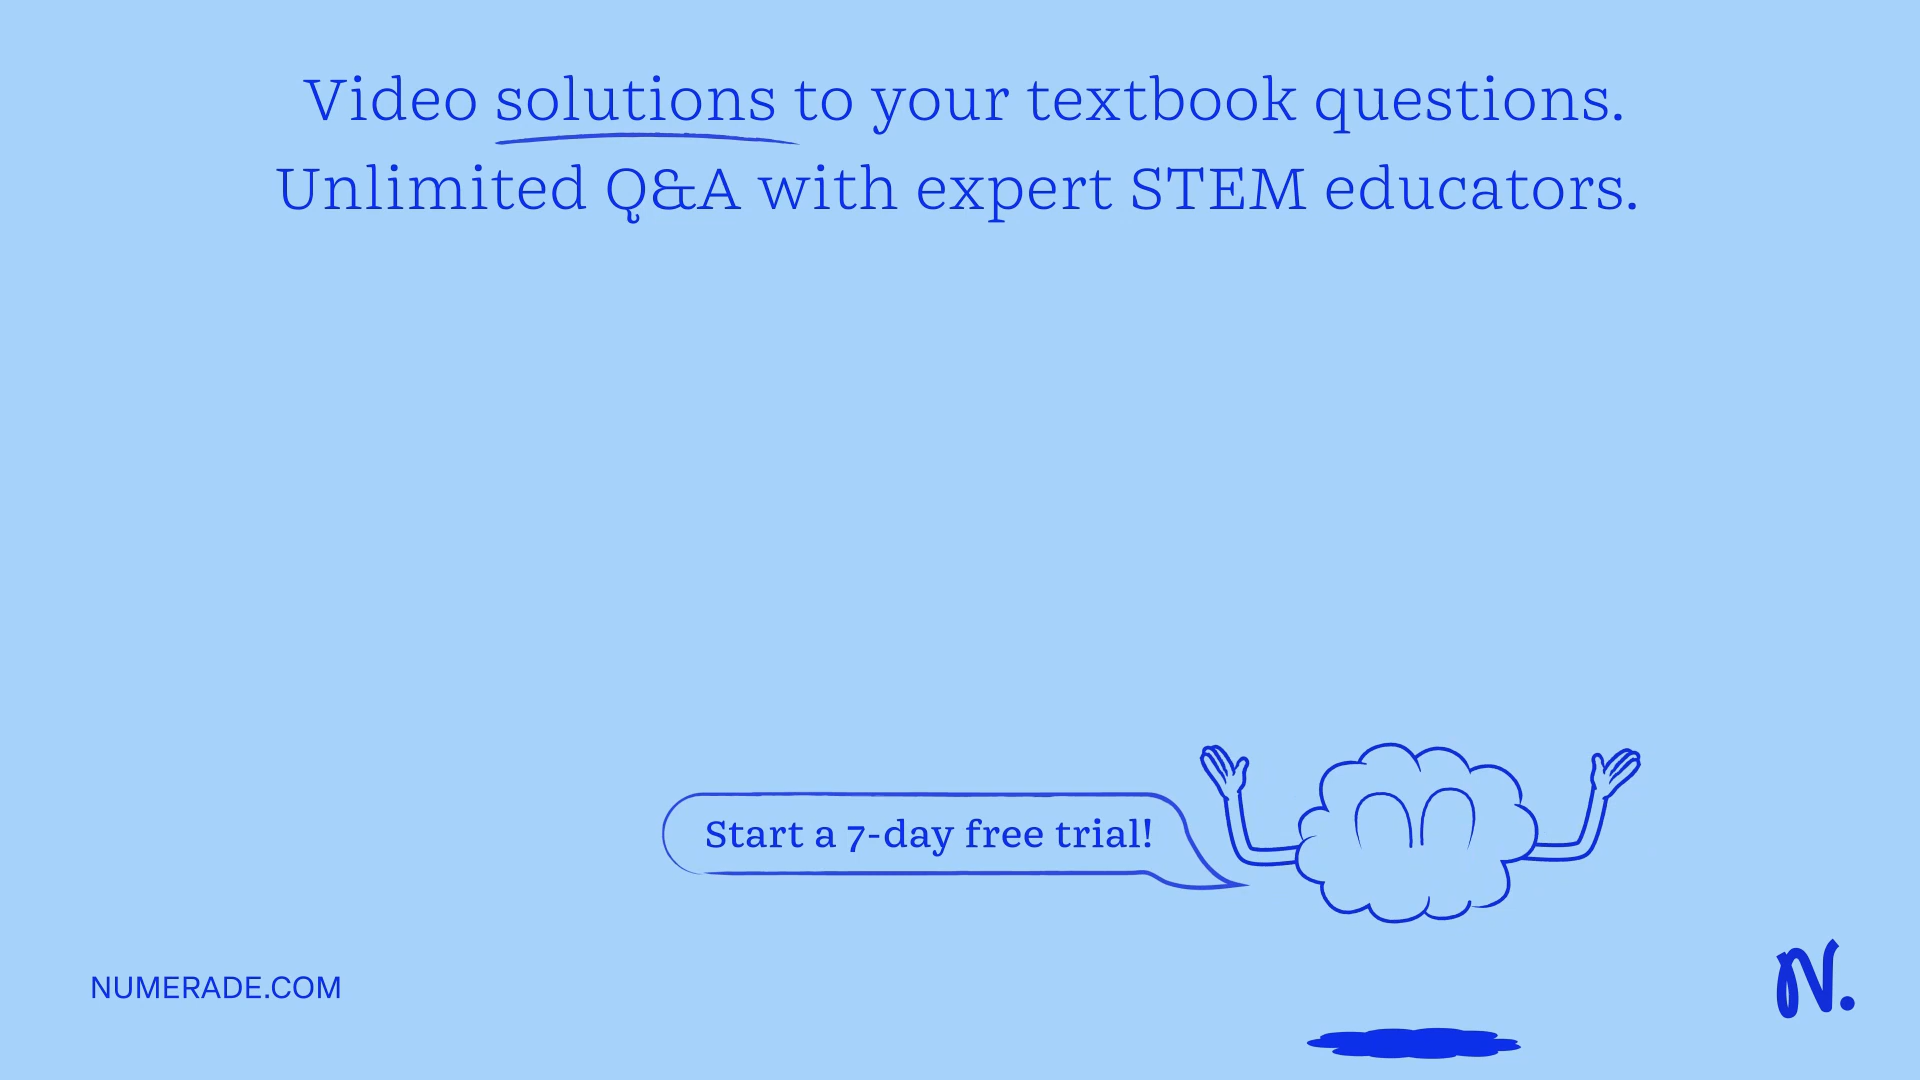 Video solutions to your textbook questions.
Unlimited Q&A with expert STEM educators.
Start a 7-day free trial!
NUMERADE.COM
N.